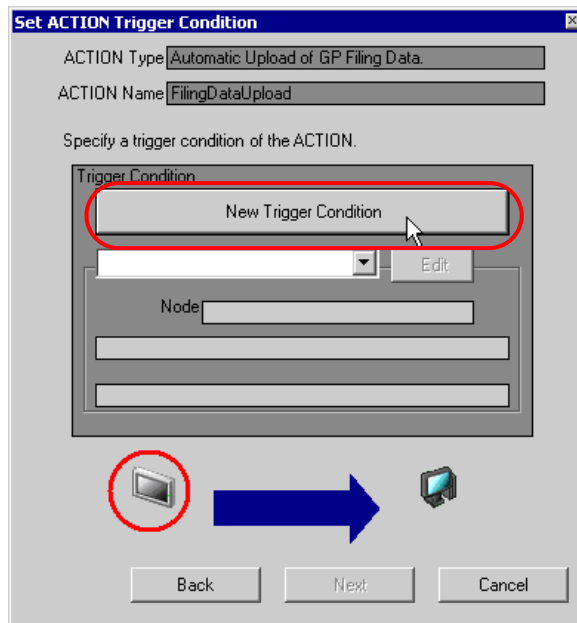 Set ACTION Trigger Condition
ACTION Type Automatic Upload of GP Filing Data.
ACTION Name FilingDataUpload
Specify a trigger condition of the ACTION.
Trigger Condition
New Trigger Condition
Edit
Node
Back Next Cancel